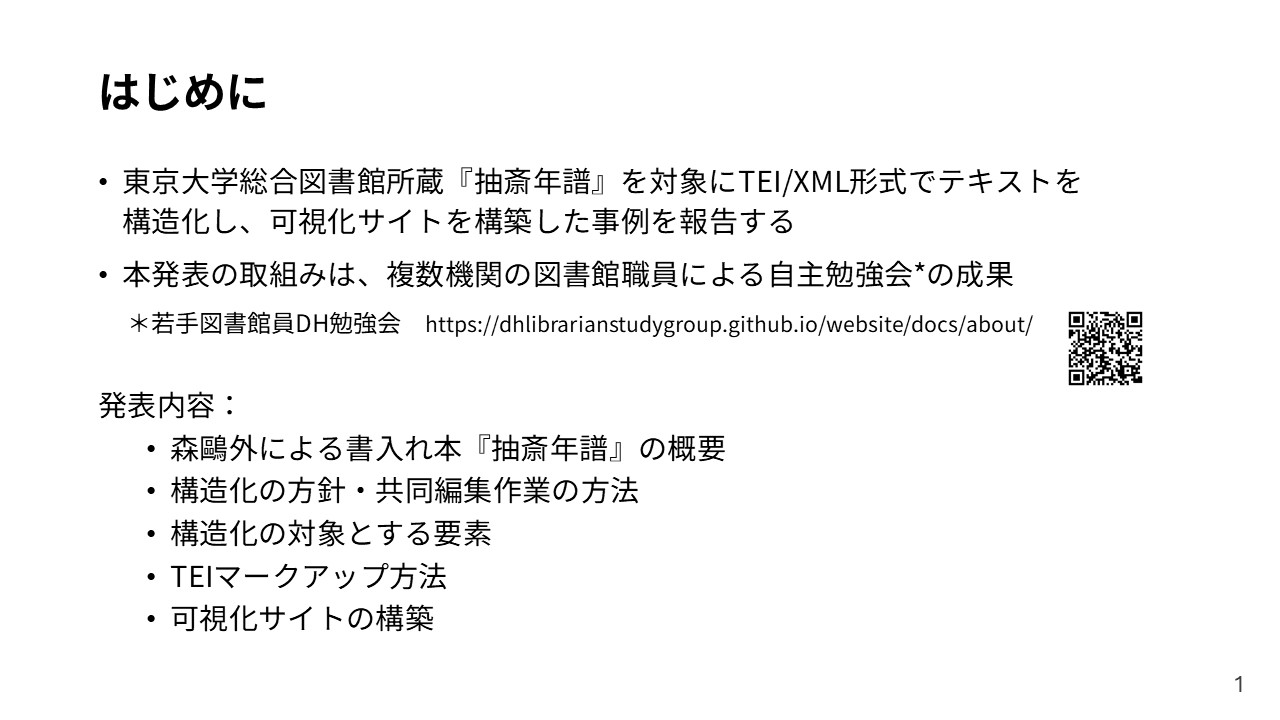 はじめに
• 東京大学総合図書館所蔵『抽斎年譜』を対象にTEI/XML形式でテキストを
構造化し、可視化サイトを構築した事例を報告する
• 本発表の取組みは、複数機関の図書館職員による自主勉強会*の成果
＊若手図書館員DH勉強会　https://dhlibrarianstudygroup.github.io/website/docs/about/
発表内容：
• 森鷗外による書入れ本『抽斎年譜』の概要
• 構造化の方針・共同編集作業の方法
• 構造化の対象とする要素
• TEIマークアップ方法
• 可視化サイトの構築
1